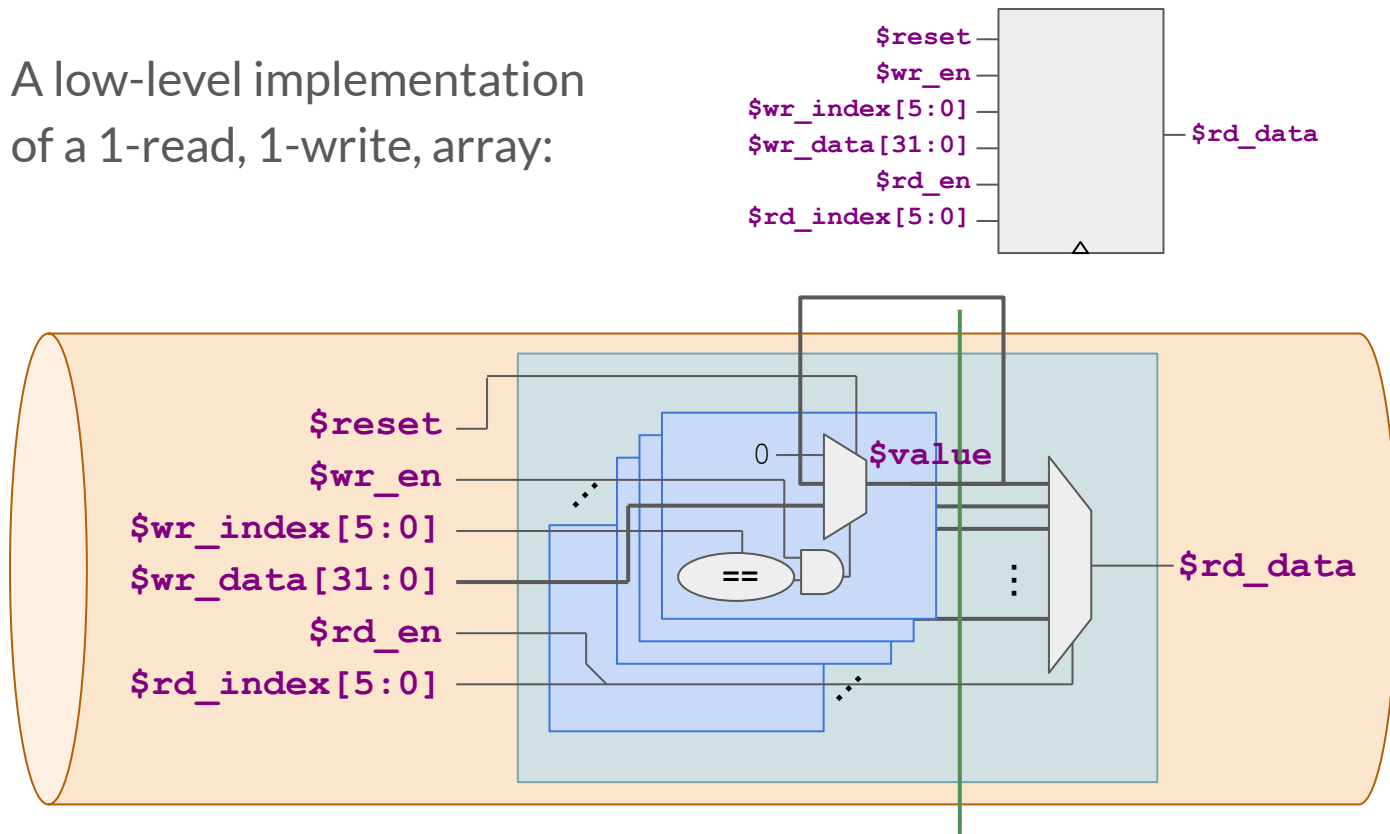 A low-level implementation
of a 1-read, 1-write, array:
$reset
$wr_en
$wr_index[5:0]
$wr_data[31:0]
$rd_en
$rd_index[5:0]
$rd_data
$reset
$wr_en
$wr_index[5:0]
$wr_data[31:0]
$rd_en
$rd_index[5:0]
0
$value
==
$rd_data